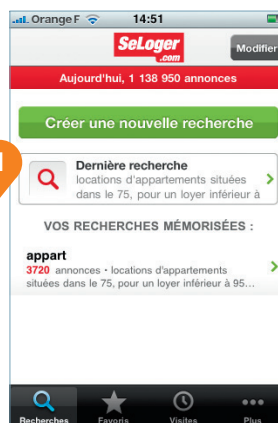 Orange F 14:51
SeLoger
.com
Modifier
Aujourd'hui, 1 138 950 annonces
Créer une nouvelle recherche
1
Dernière recherche
locations d'appartements situées
dans le 75, pour un loyer inférieur à
VOS RECHERCHES MÉMORISÉES :
appart
3720 annonces • locations d'appartements
situées dans le 75, pour un loyer inférieur à 95...
Recherches Favoris Visites Plus